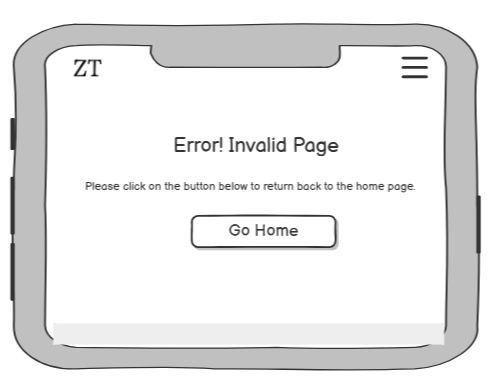 ZT
Error! Invalid Page
Please click on the button below to return back to the home page.
Go Home